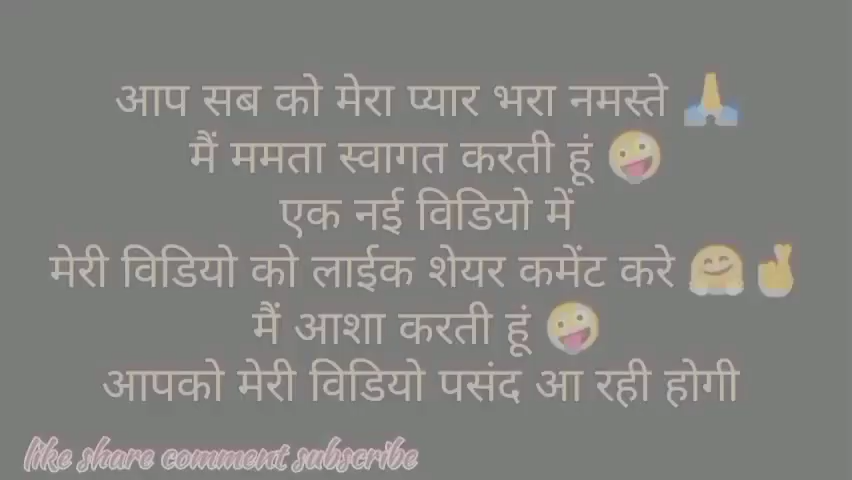 आप सब को मेरा प्यार भरा नमस्ते 🙏
मैं ममता स्वागत करती हूं 🤪
एक नई विडियो में
मेरी विडियो को लाईक शेयर कमेंट करे 🤗🤞
मैं आशा करती हूं 🤪
आपको मेरी विडियो पसंद आ रही होगी
like share comment subscribe